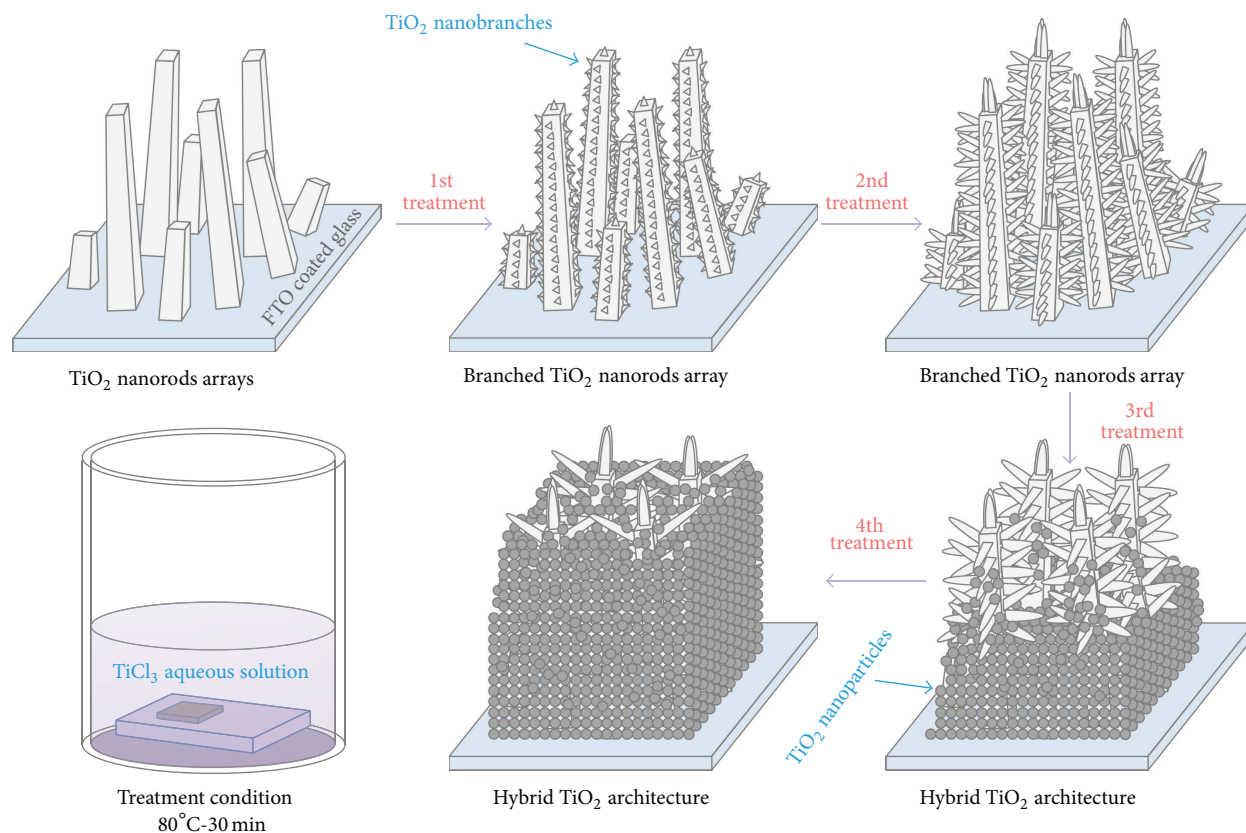 TiO₂ nanobranches
1st
treatment
2nd
treatment
FTO coated glass
TiO₂ nanorods arrays
Branched TiO₂ nanorods array
Branched TiO₂ nanorods array
3rd
treatment
4th
treatment
TiCl₃ aqueous solution
TiO₂ nanoparticles
Treatment condition
80°C-30 min
Hybrid TiO₂ architecture
Hybrid TiO₂ architecture